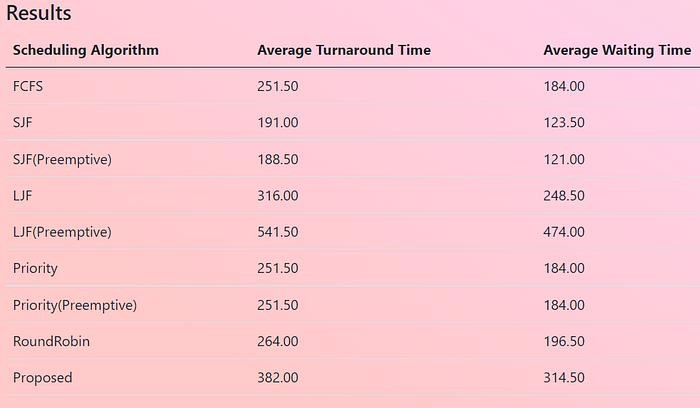 Results
Scheduling Algorithm Average Turnaround Time Average Waiting Time
FCFS 251.50 184.00
SJF 191.00 123.50
SJF(Preemptive) 188.50 121.00
LJF 316.00 248.50
LJF(Preemptive) 541.50 474.00
Priority 251.50 184.00
Priority(Preemptive) 251.50 184.00
RoundRobin 264.00 196.50
Proposed 382.00 314.50